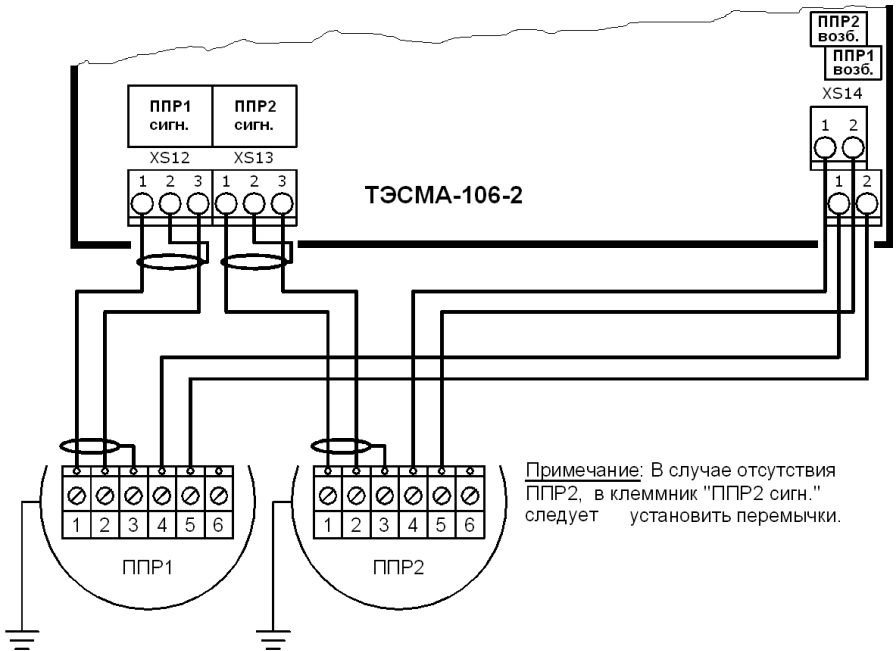 ППР2
возб.
ППР1
возб.
XS14
1 2
1 2
ППР1
сигн.
ППР2
сигн.
XS12
XS13
1 2 3 1 2 3
ТЭСМА-106-2
Примечание: В случае отсутствия
ППР2, в клеммник "ППР2 сигн."
следует установить перемычки.
1 2 3 4 5 6
ППР1
1 2 3 4 5 6
ППР2